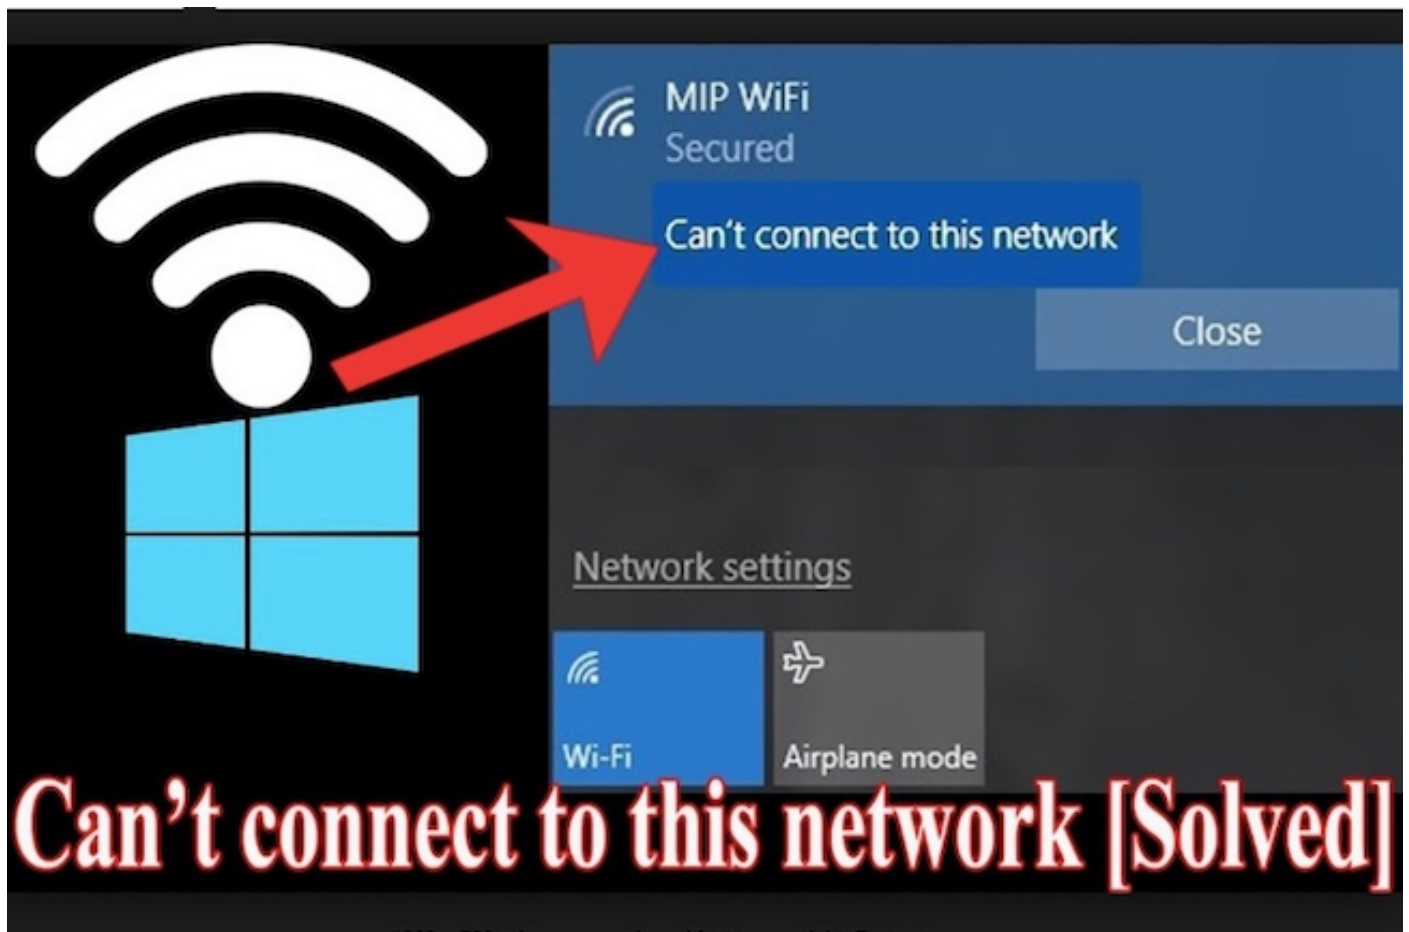 MIP WiFi
Secured
Can't connect to this network
Close
Network settings
Wi-Fi
Airplane mode
Can't connect to this network [Solved]